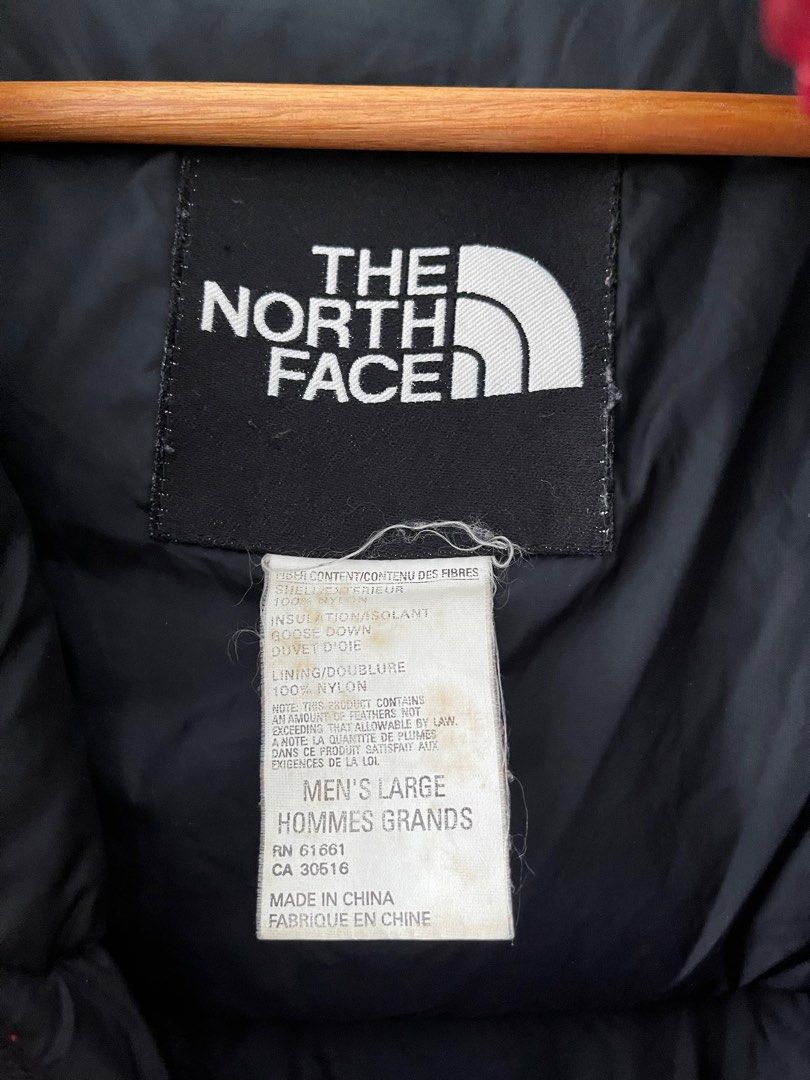 THE
NORTH
FACE
FIBER CONTENT/CONTENU DES FIBRES
SHELL/EXTERIEUR
100% NYLON
INSULATION/ISOLANT
GOOSE DOWN
DUVET D'OIE
LINING/DOUBLURE
100% NYLON
NOTE: THIS PRODUCT CONTAINS
AN AMOUNT OF FEATHERS NOT
EXCEEDING THAT ALLOWABLE BY LAW.
A NOTE: LA QUANTITE DE PLUMES
DANS CE PRODUIT SATISFAIT AUX
EXIGENCES DE LA LOI.
MEN'S LARGE
HOMMES GRANDS
RN 61661
CA 30516
MADE IN CHINA
FABRIQUE EN CHINE